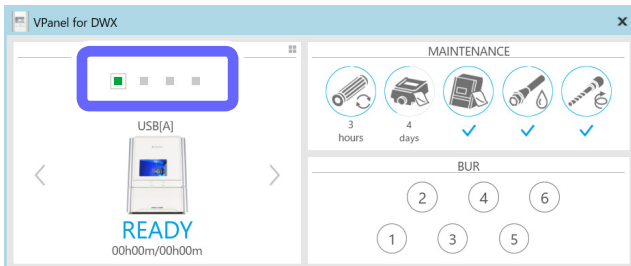 VPanel for DWX
MAINTENANCE
3 hours
4 days
USB[A]
READY
00h00m/00h00m
BUR
2 4 6
1 3 5